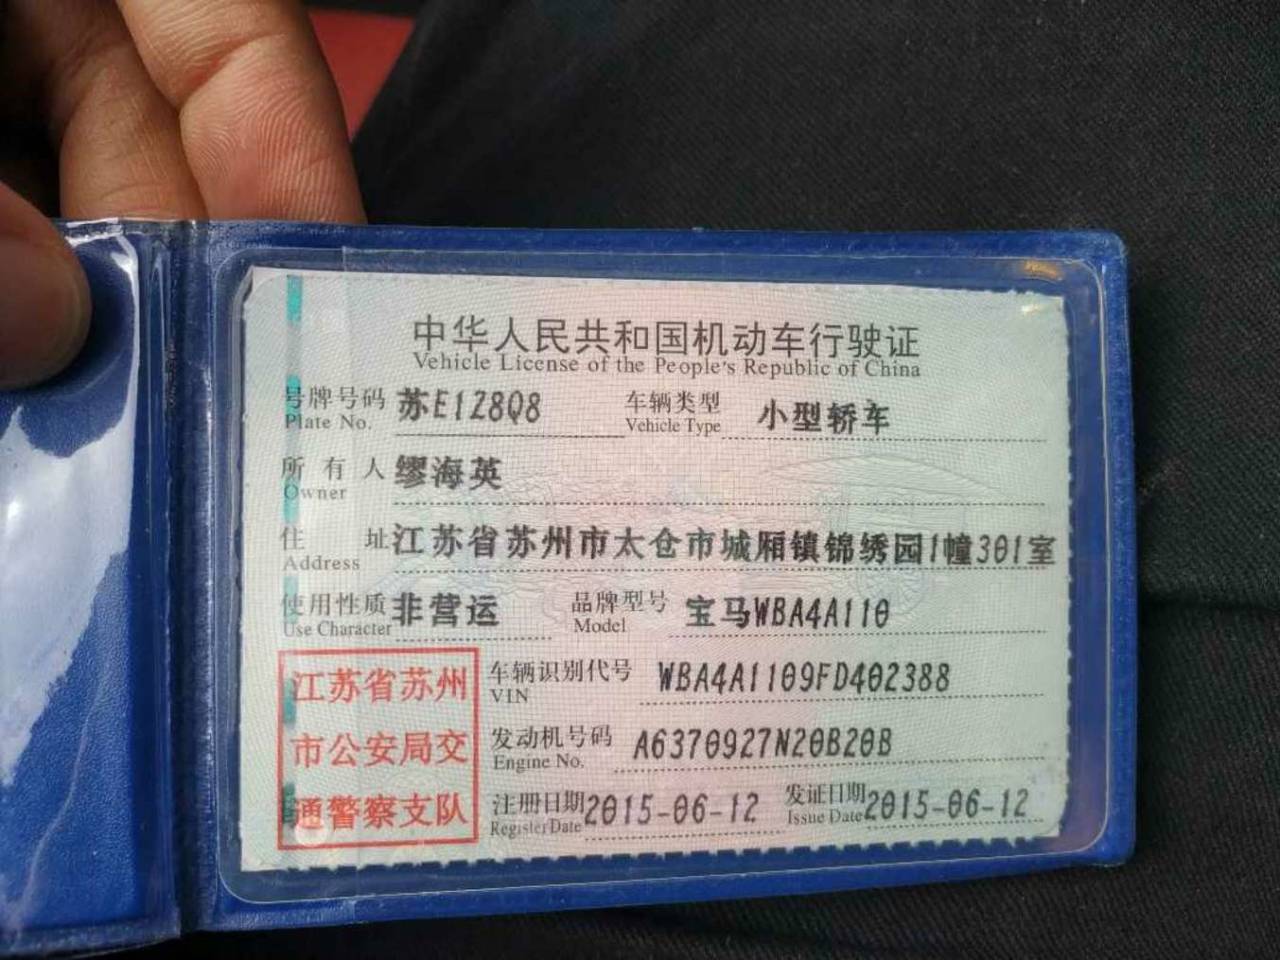 中华人民共和国机动车行驶证
Vehicle License of the People's Republic of China
号牌号码 苏E1Z8Q8 车辆类型 小型轿车
Plate No. Vehicle Type
所有人 缪海英
Owner
住址 江苏省苏州市太仓市城厢镇锦绣园1幢301室
Address
使用性质 非营运 品牌型号 宝马WBA4A110
Use Character Model
江苏省苏州
市公安局交
通警察支队
车辆识别代号 WBA4A1109FD402388
VIN
发动机号码 A6370927N20B20B
Engine No.
注册日期 2015-06-12 发证日期 2015-06-12
Register Date Issue Date